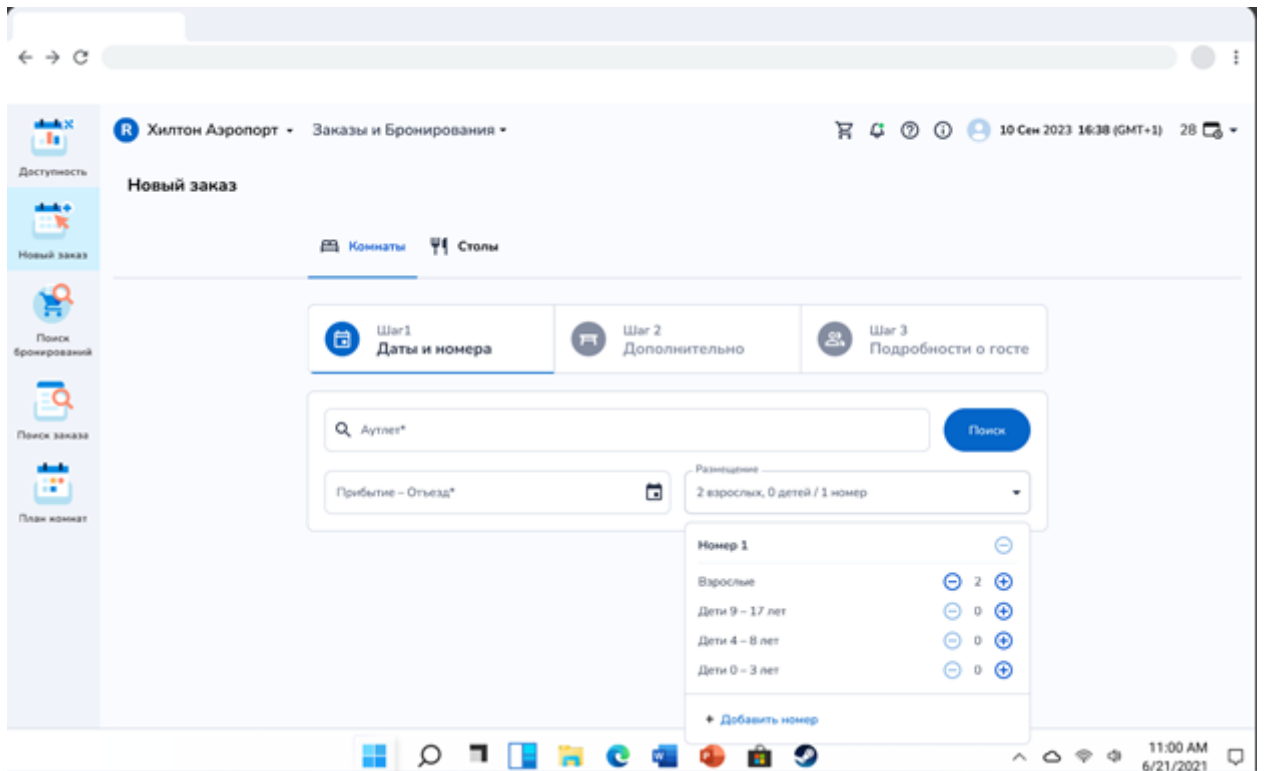 Доступность
Новый заказ
Поиск бронирований
Поиск заказа
План комнат
R Хилтон Аэропорт Заказы и Бронирования 10 Сен 2023 16:38 (GMT+1) 28
Новый заказ
Комнаты Столы
Шаг1
Даты и номера
Шаг 2
Дополнительно
Шаг 3
Подробности о госте
Аутлет*
Поиск
Прибытие – Отъезд*
Размещение
2 взрослых, 0 детей / 1 номер
Номер 1
Взрослые 2
Дети 9 – 17 лет 0
Дети 4 – 8 лет 0
Дети 0 – 3 лет 0
+ Добавить номер
11:00 AM
6/21/2021